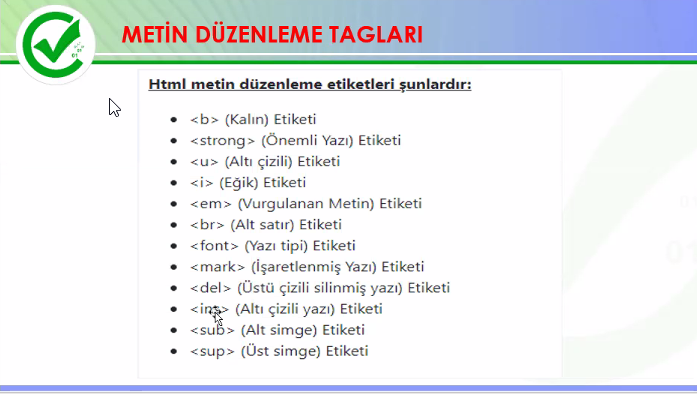 METİN DÜZENLEME TAGLARI
01
Html metin düzenleme etiketleri şunlardır:
• <b> (Kalın) Etiketi
• <strong> (Önemli Yazı) Etiketi
• <u> (Altı çizili) Etiketi
• <i> (Eğik) Etiketi
• <em> (Vurgulanan Metin) Etiketi
• <br> (Alt satır) Etiketi
• <font> (Yazı tipi) Etiketi
• <mark> (İşaretlenmiş Yazı) Etiketi
• <del> (Üstü çizili silinmiş yazı) Etiketi
• <ins> (Altı çizili yazı) Etiketi
• <sub> (Alt simge) Etiketi
• <sup> (Üst simge) Etiketi